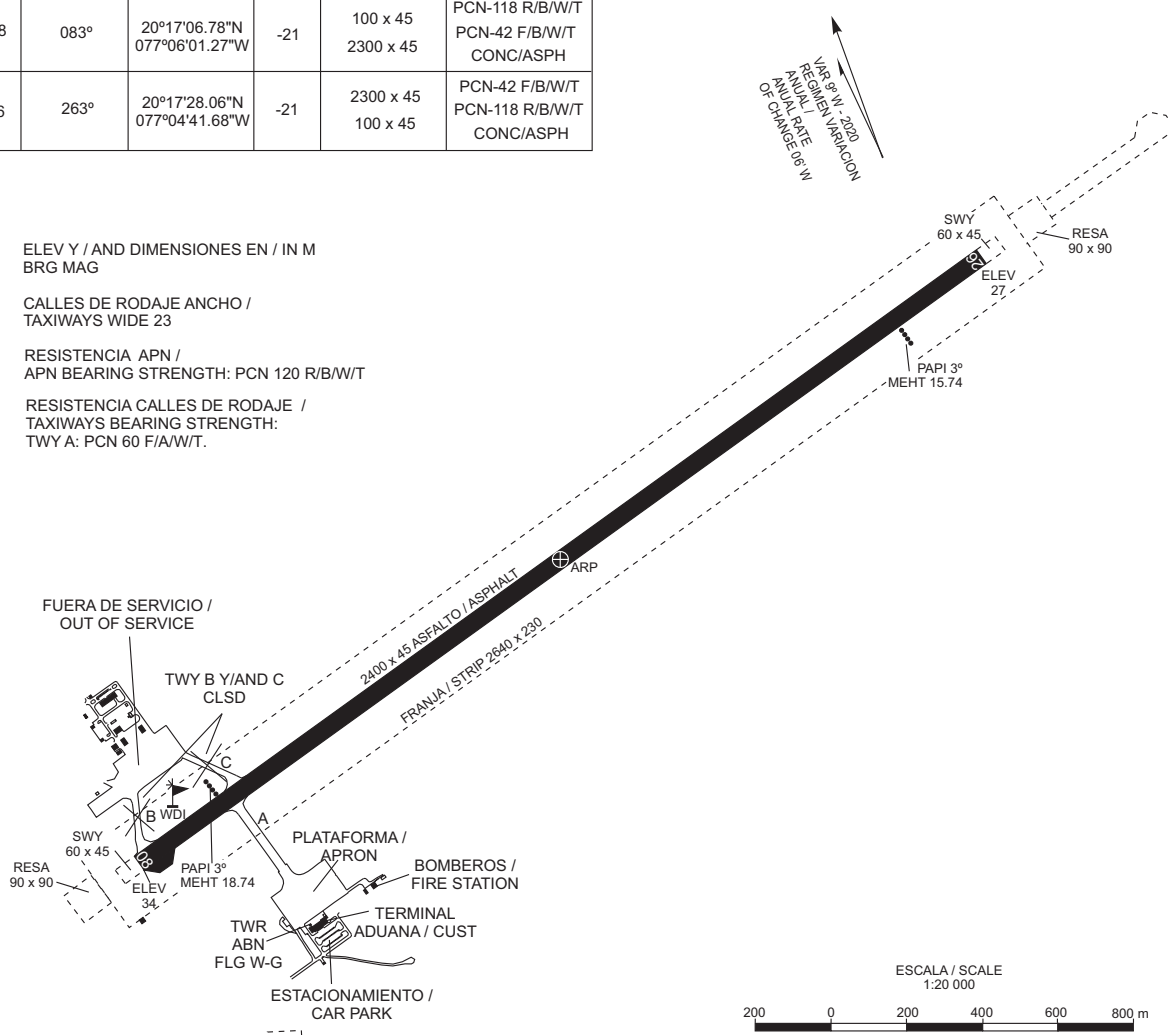 8
083º
20º17'06.78"N
077º06'01.27"W
-21
100 x 45
2300 x 45
PCN-118 R/B/W/T
PCN-42 F/B/W/T
CONC/ASPH
6
263º
20º17'28.06"N
077º04'41.68"W
-21
2300 x 45
100 x 45
PCN-42 F/B/W/T
PCN-118 R/B/W/T
CONC/ASPH
VAR 9º W - 2020
REGIMEN VARIACION
ANUAL /
ANUAL RATE
OF CHANGE 06' W
ELEV Y / AND DIMENSIONES EN / IN M
BRG MAG
CALLES DE RODAJE ANCHO /
TAXIWAYS WIDE 23
RESISTENCIA APN /
APN BEARING STRENGTH: PCN 120 R/B/W/T
RESISTENCIA CALLES DE RODAJE /
TAXIWAYS BEARING STRENGTH:
TWY A: PCN 60 F/A/W/T.
SWY
60 x 45
RESA
90 x 90
26
ELEV
27
PAPI 3º
MEHT 15.74
ARP
2400 x 45 ASFALTO / ASPHALT
FRANJA / STRIP 2640 x 230
FUERA DE SERVICIO /
OUT OF SERVICE
TWY B Y/AND C
CLSD
C
B
WDI
A
SWY
60 x 45
RESA
90 x 90
08
ELEV
34
PAPI 3º
MEHT 18.74
PLATAFORMA /
APRON
BOMBEROS /
FIRE STATION
TERMINAL
ADUANA / CUST
TWR
ABN
FLG W-G
ESTACIONAMIENTO /
CAR PARK
ESCALA / SCALE
1:20 000
200 0 200 400 600 800 m